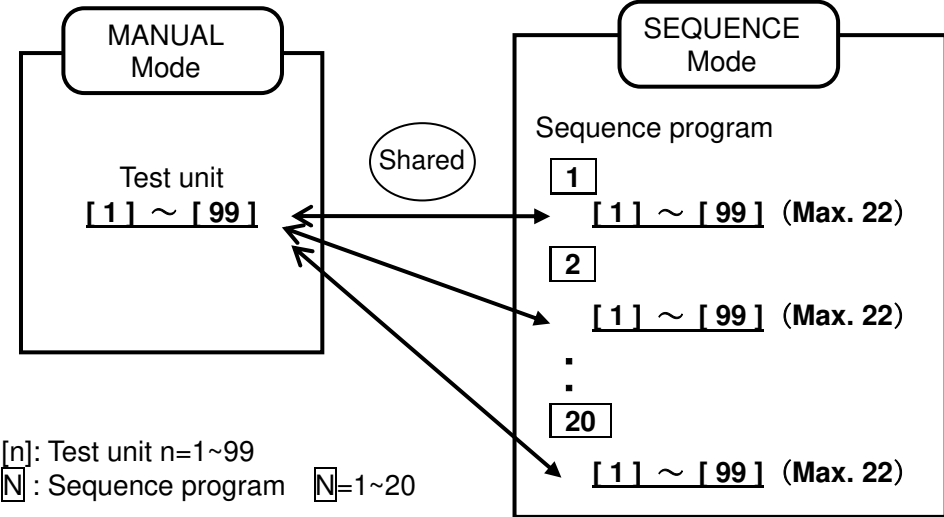 MANUAL
Mode
Test unit
[ 1 ] ～ [ 99 ]
Shared
SEQUENCE
Mode
Sequence program
1
[ 1 ] ～ [ 99 ]（Max. 22）
2
[ 1 ] ～ [ 99 ]（Max. 22）
20
[ 1 ] ～ [ 99 ]（Max. 22）
[n]: Test unit n=1~99
N : Sequence program N=1~20